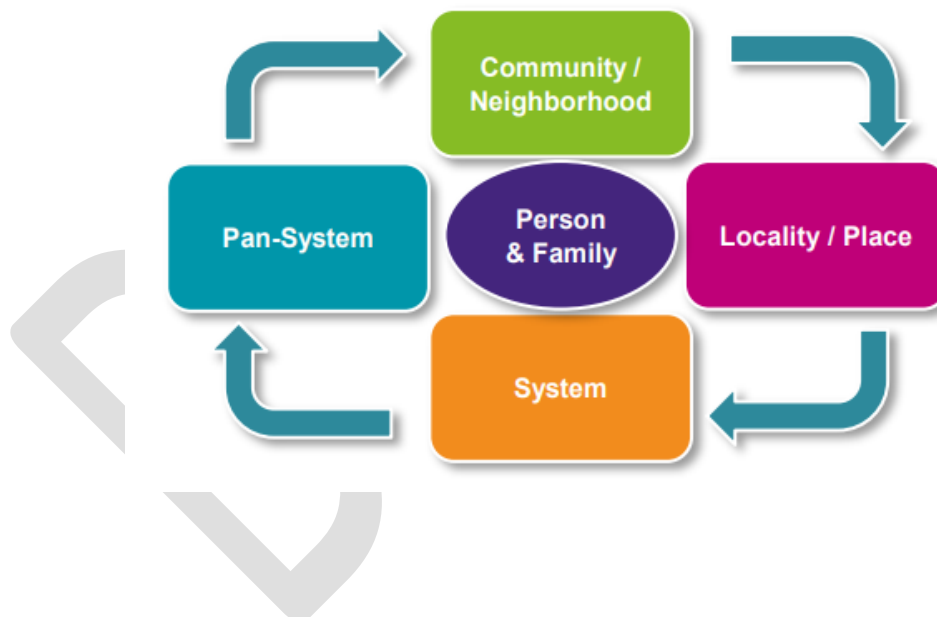 Community /
Neighborhood
Pan-System
Person
& Family
Locality / Place
System